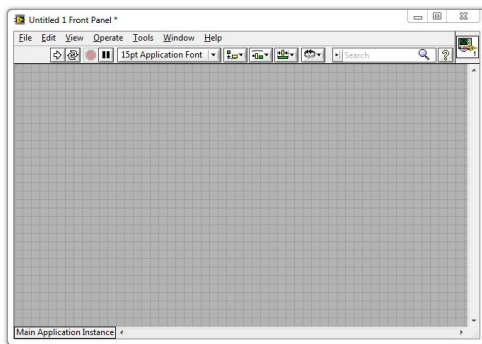 Untitled 1 Front Panel *
File Edit View Operate Tools Window Help
15pt Application Font Search ?
Main Application Instance